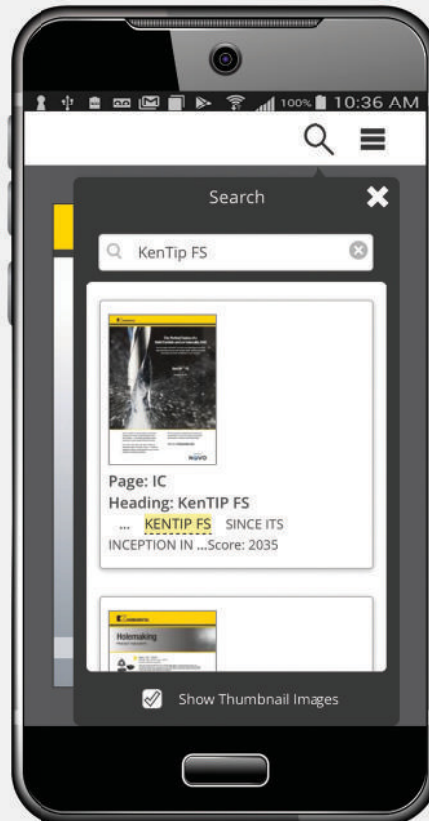 100% 10:36 AM
Search
KenTip FS
NOVO
Page: IC
Heading: KenTIP FS
... KENTIP FS SINCE ITS
INCEPTION IN ...Score: 2035
Holemaking
Show Thumbnail Images